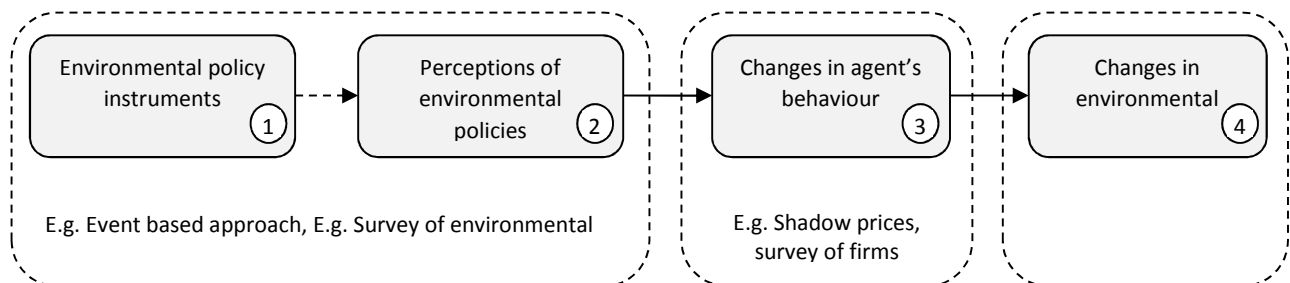 Environmental policy
instruments
1
Perceptions of
environmental
policies
2
Changes in agent's
behaviour
3
Changes in
environmental
4
E.g. Event based approach, E.g. Survey of environmental
E.g. Shadow prices,
survey of firms